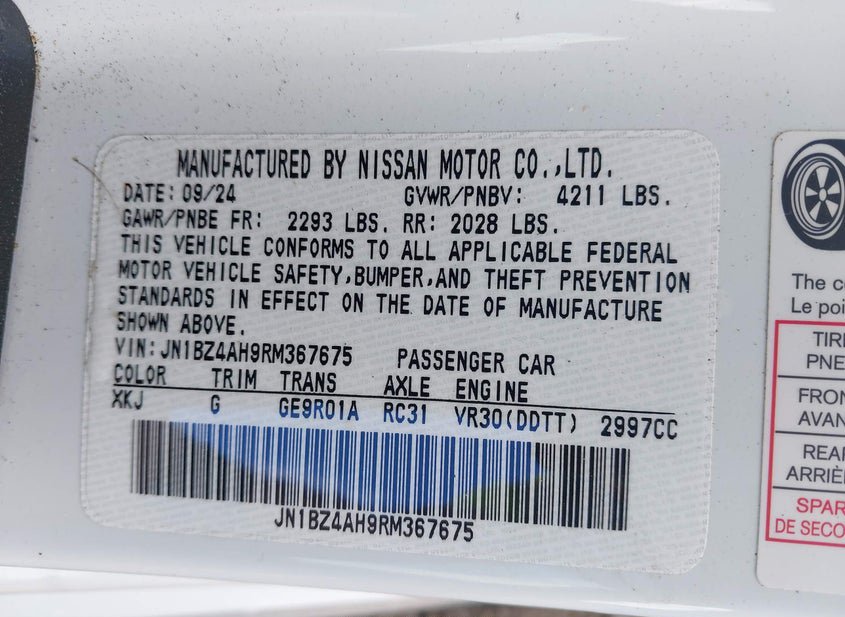 MANUFACTURED BY NISSAN MOTOR CO.,LTD.
DATE: 09/24 GVWR/PNBV: 4211 LBS.
GAWR/PNBE FR: 2293 LBS. RR: 2028 LBS.
THIS VEHICLE CONFORMS TO ALL APPLICABLE FEDERAL
MOTOR VEHICLE SAFETY,BUMPER,AND THEFT PREVENTION
STANDARDS IN EFFECT ON THE DATE OF MANUFACTURE
SHOWN ABOVE.
VIN: JN1BZ4AH9RM367675 PASSENGER CAR
COLOR TRIM TRANS AXLE ENGINE
XKJ G GE9R01A RC31 VR30(DDTT) 2997CC
JN1BZ4AH9RM367675
The co
Le poi
TIR
PNE
FRON
AVAN
REAR
ARRIÈ
SPAR
DE SECO